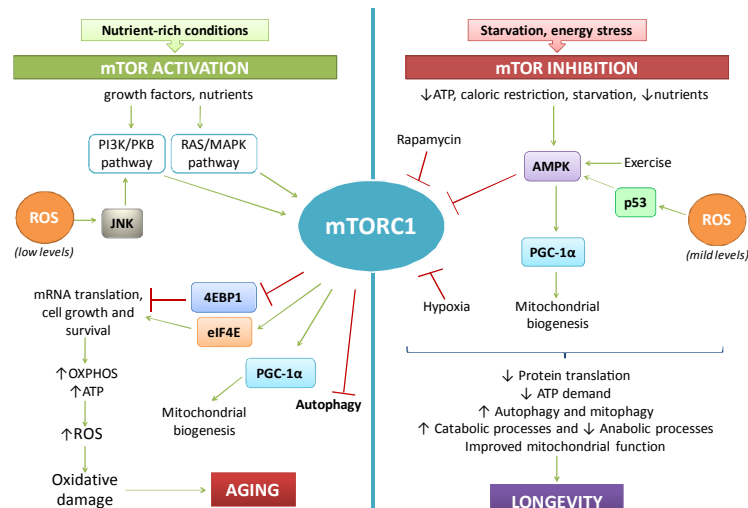 Nutrient-rich conditions
mTOR ACTIVATION
growth factors, nutrients
PI3K/PKB
pathway
RAS/MAPK
pathway
ROS
(low levels)
JNK
mTORC1
mRNA translation,
cell growth and
survival
4EBP1
eIF4E
↑OXPHOS
↑ATP
PGC-1α
Mitochondrial
biogenesis
Autophagy
↑ROS
Oxidative
damage
AGING
Starvation, energy stress
mTOR INHIBITION
↓ATP, caloric restriction, starvation, ↓nutrients
Rapamycin
AMPK
Exercise
p53
ROS
(mild levels)
PGC-1α
Mitochondrial
biogenesis
Hypoxia
↓ Protein translation
↓ ATP demand
↑ Autophagy and mitophagy
↑ Catabolic processes and ↓ Anabolic processes
Improved mitochondrial function
LONGEVITY